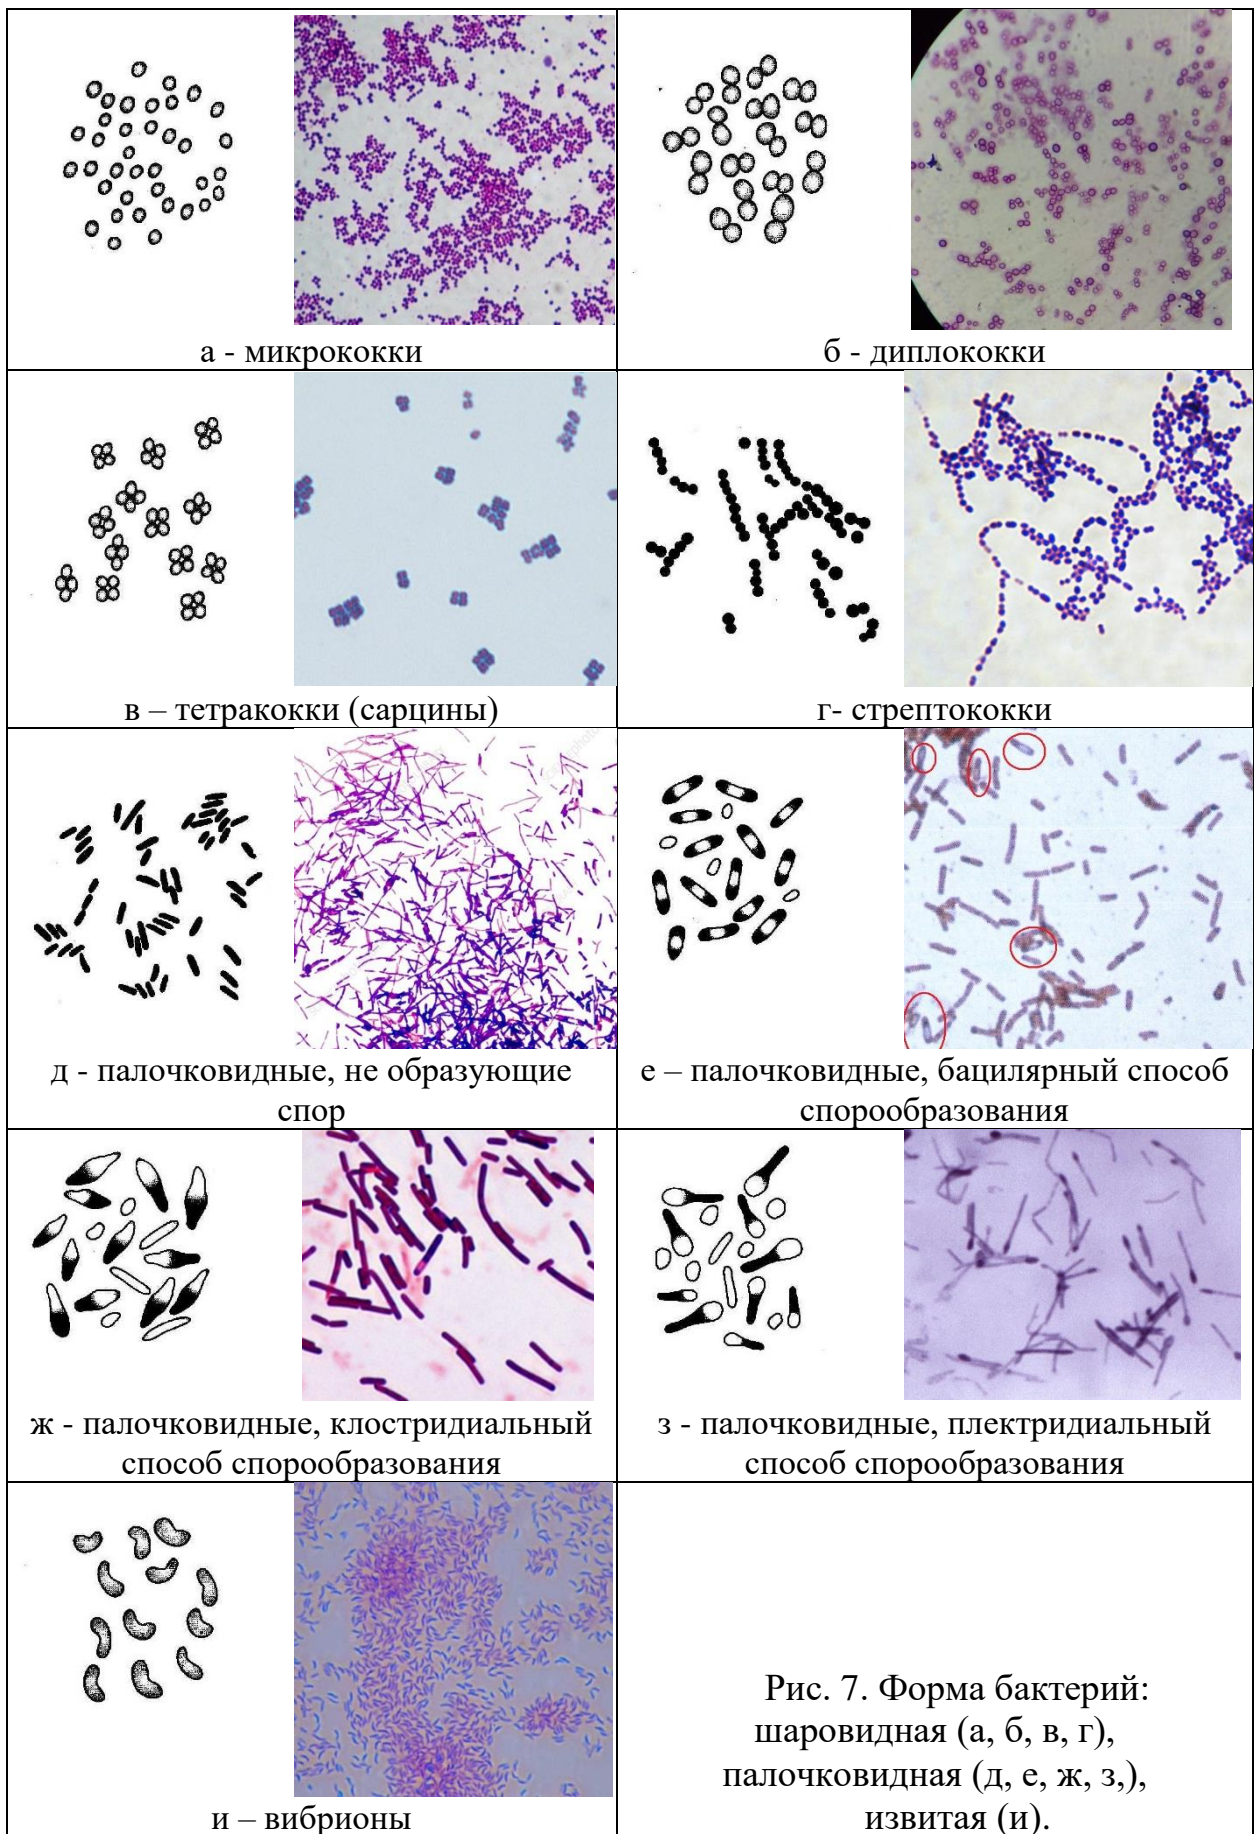 а - микрококки
б - диплококки
в – тетракокки (сарцины)
г- стрептококки
д - палочковидные, не образующие
спор
е – палочковидные, бацилярный способ
спорообразования
ж - палочковидные, клостридиальный
способ спорообразования
з - палочковидные, плектридиальный
способ спорообразования
и – вибрионы
Рис. 7. Форма бактерий:
шаровидная (а, б, в, г),
палочковидная (д, е, ж, з,),
извитая (и).